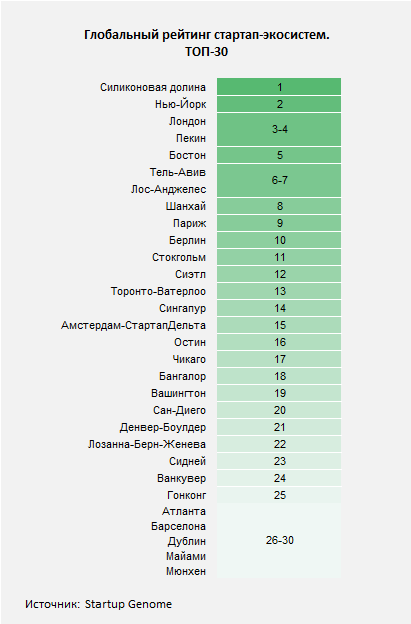 Глобальный рейтинг стартап-экосистем.
ТОП-30
Силиконовая долина 1
Нью-Йорк 2
Лондон
3-4
Пекин
Бостон 5
Тель-Авив
6-7
Лос-Анджелес
Шанхай 8
Париж 9
Берлин 10
Стокгольм 11
Сиэтл 12
Торонто-Ватерлоо 13
Сингапур 14
Амстердам-СтартапДельта 15
Остин 16
Чикаго 17
Бангалор 18
Вашингтон 19
Сан-Диего 20
Денвер-Боулдер 21
Лозанна-Берн-Женева 22
Сидней 23
Ванкувер 24
Гонконг 25
Атланта
Барселона
Дублин 26-30
Майами
Мюнхен
Источник: Startup Genome